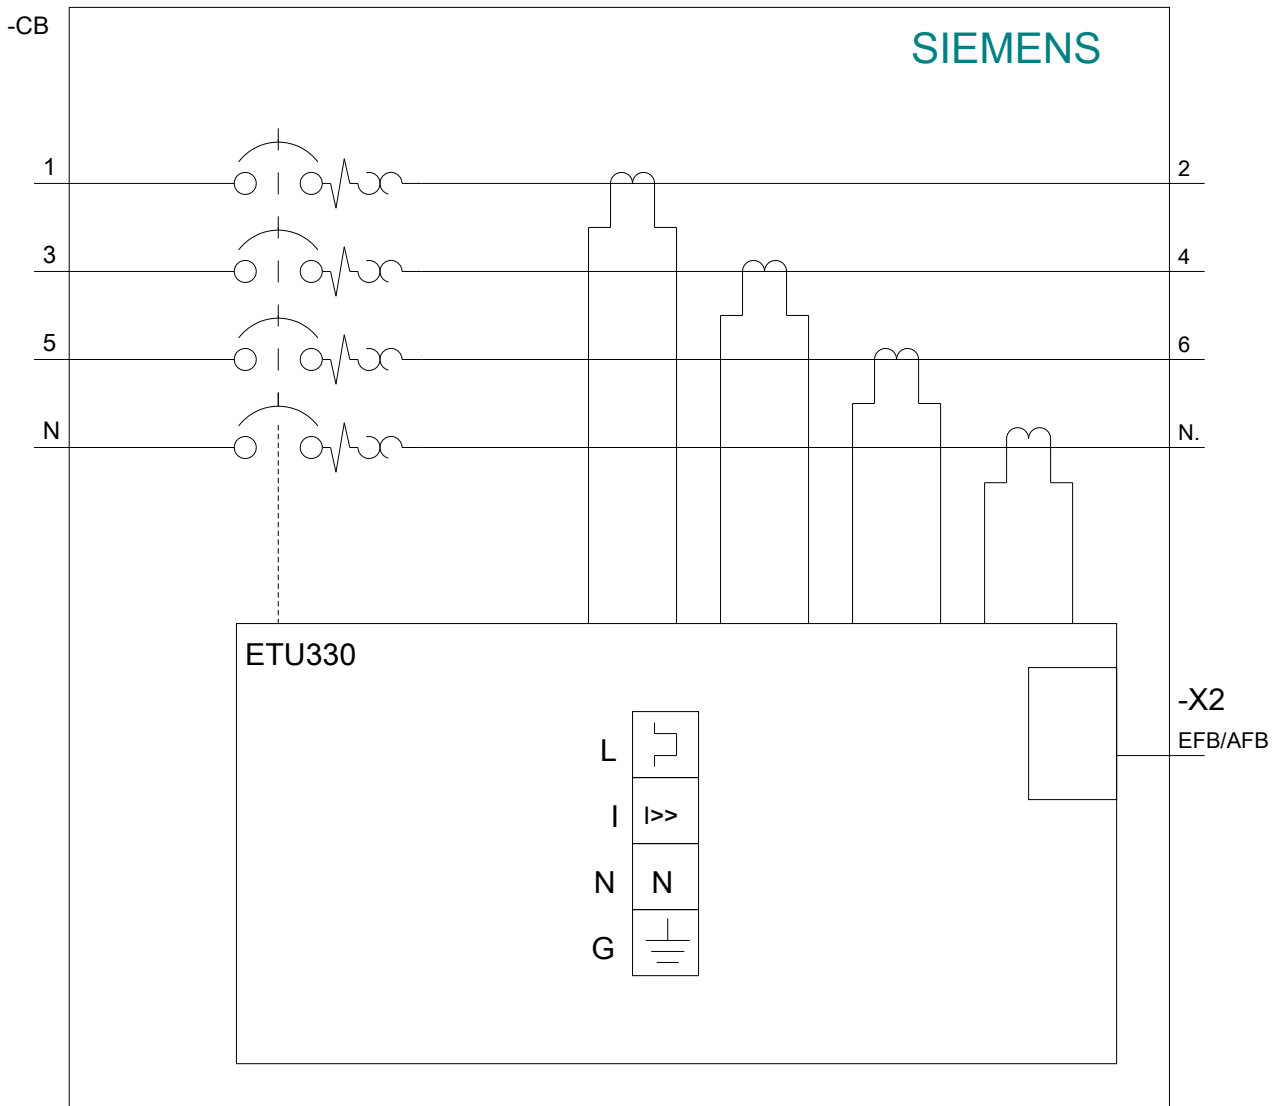 -CB
SIEMENS
1 2
3 4
5 6
N N.
ETU330
-X2
EFB/AFB
L
I I>>
N N
G